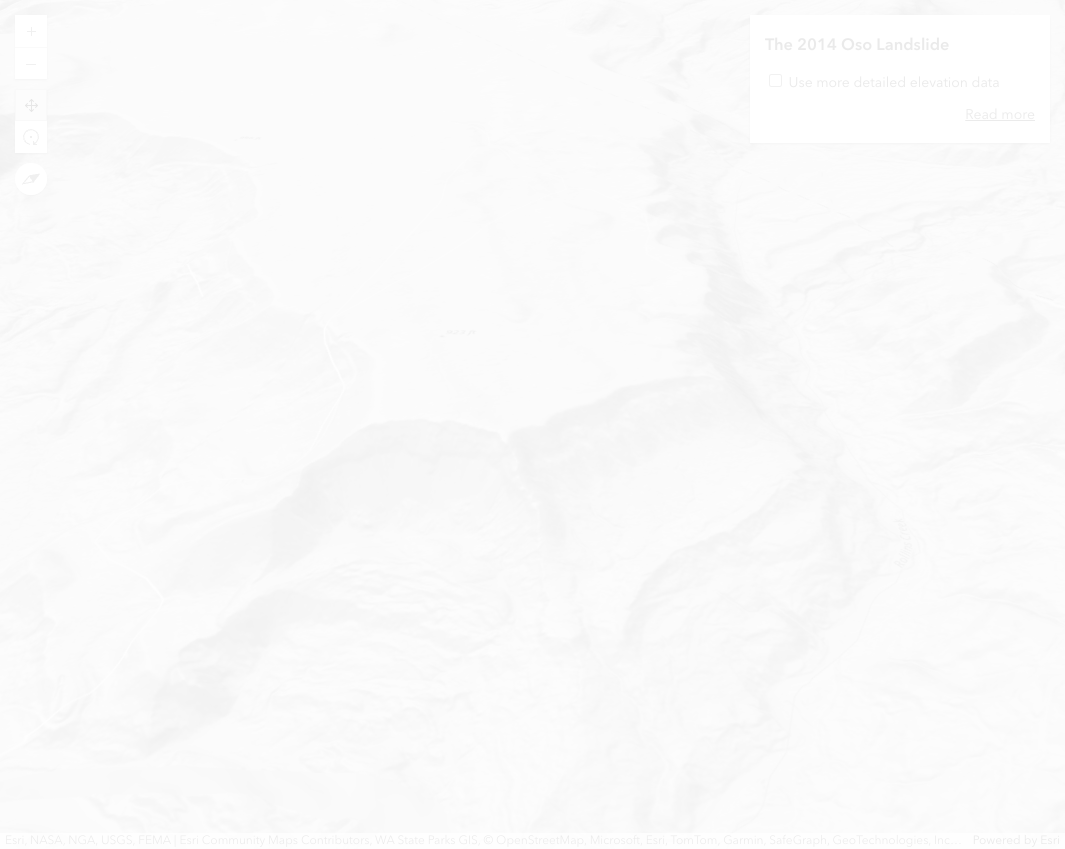 The 2014 Oso Landslide
Use more detailed elevation data
Read more
Esri, NASA, NGA, USGS, FEMA | Esri Community Maps Contributors, WA State Parks GIS, © OpenStreetMap, Microsoft, Esri, TomTom, Garmin, SafeGraph, GeoTechnologies, Inc... Powered by Esri